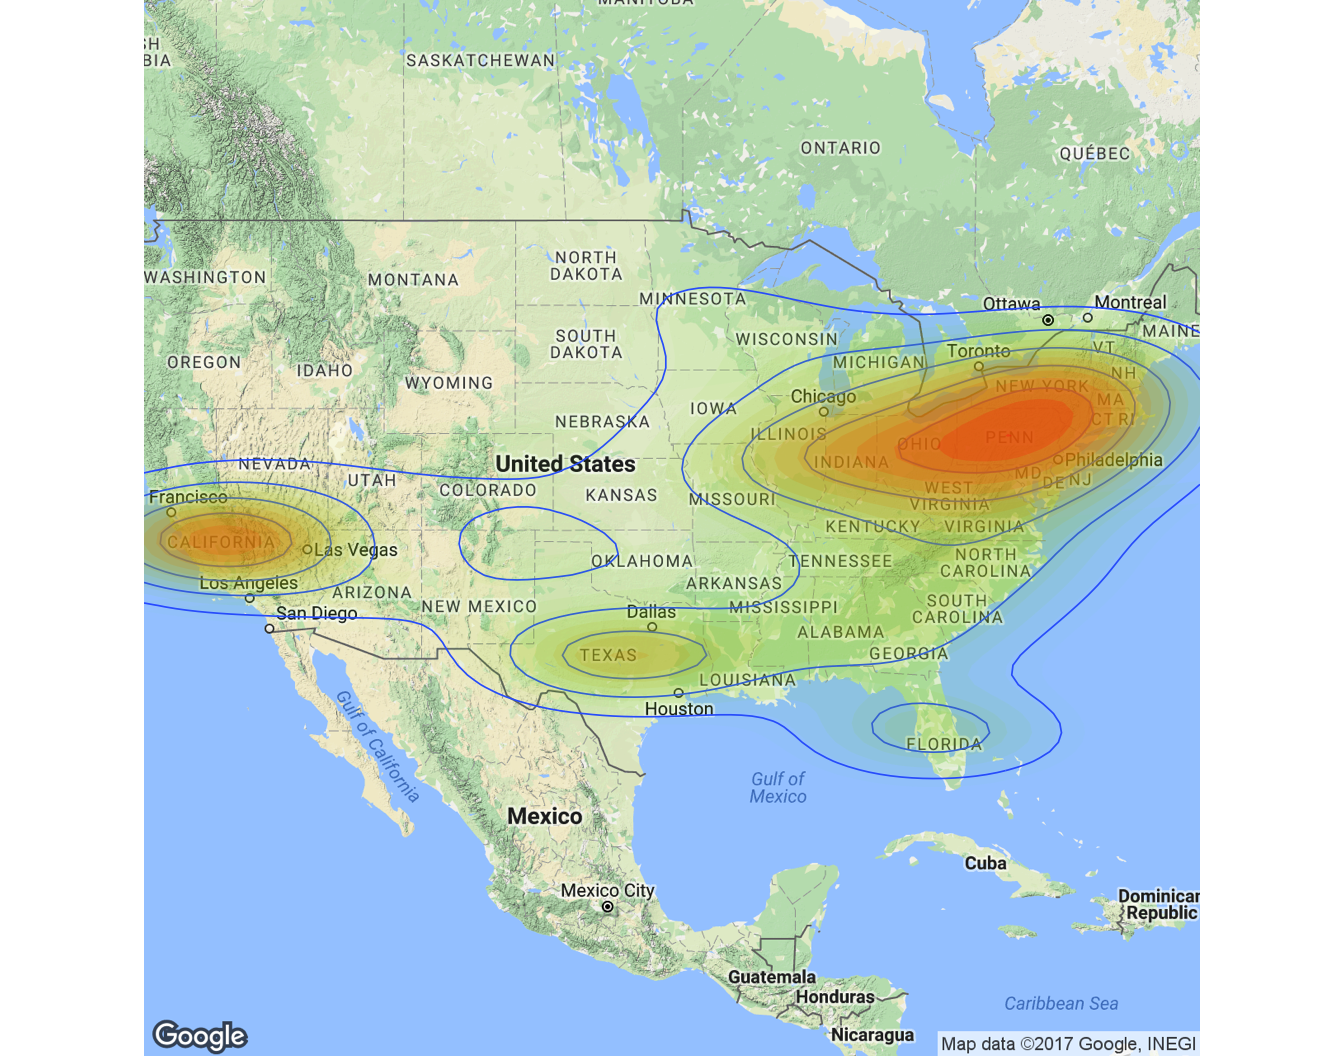 MANITOBA
SH
BIA
SASKATCHEWAN
ONTARIO
QUÉBEC
WASHINGTON
MONTANA
NORTH
DAKOTA
MINNESOTA
Ottawa
Montreal
MAINE
OREGON
IDAHO
SOUTH
DAKOTA
WISCONSIN
MICHIGAN
Toronto
VT
NH
WYOMING
NEBRASKA
IOWA
Chicago
NEW YORK
MA
CT RI
ILLINOIS
INDIANA
OHIO
PENN
Philadelphia
NEVADA
UTAH
COLORADO
United States
KANSAS
MISSOURI
WEST
VIRGINIA
MD
DE NJ
KENTUCKY
VIRGINIA
Francisco
CALIFORNIA
Las Vegas
OKLAHOMA
TENNESSEE
NORTH
CAROLINA
Los Angeles
ARIZONA
NEW MEXICO
ARKANSAS
MISSISSIPPI
SOUTH
CAROLINA
San Diego
Dallas
ALABAMA
GEORGIA
TEXAS
LOUISIANA
Houston
Gulf of California
FLORIDA
Gulf of
Mexico
Mexico
Cuba
Mexico City
Dominican
Republic
Guatemala
Honduras
Caribbean Sea
Nicaragua
Google
Map data ©2017 Google, INEGI